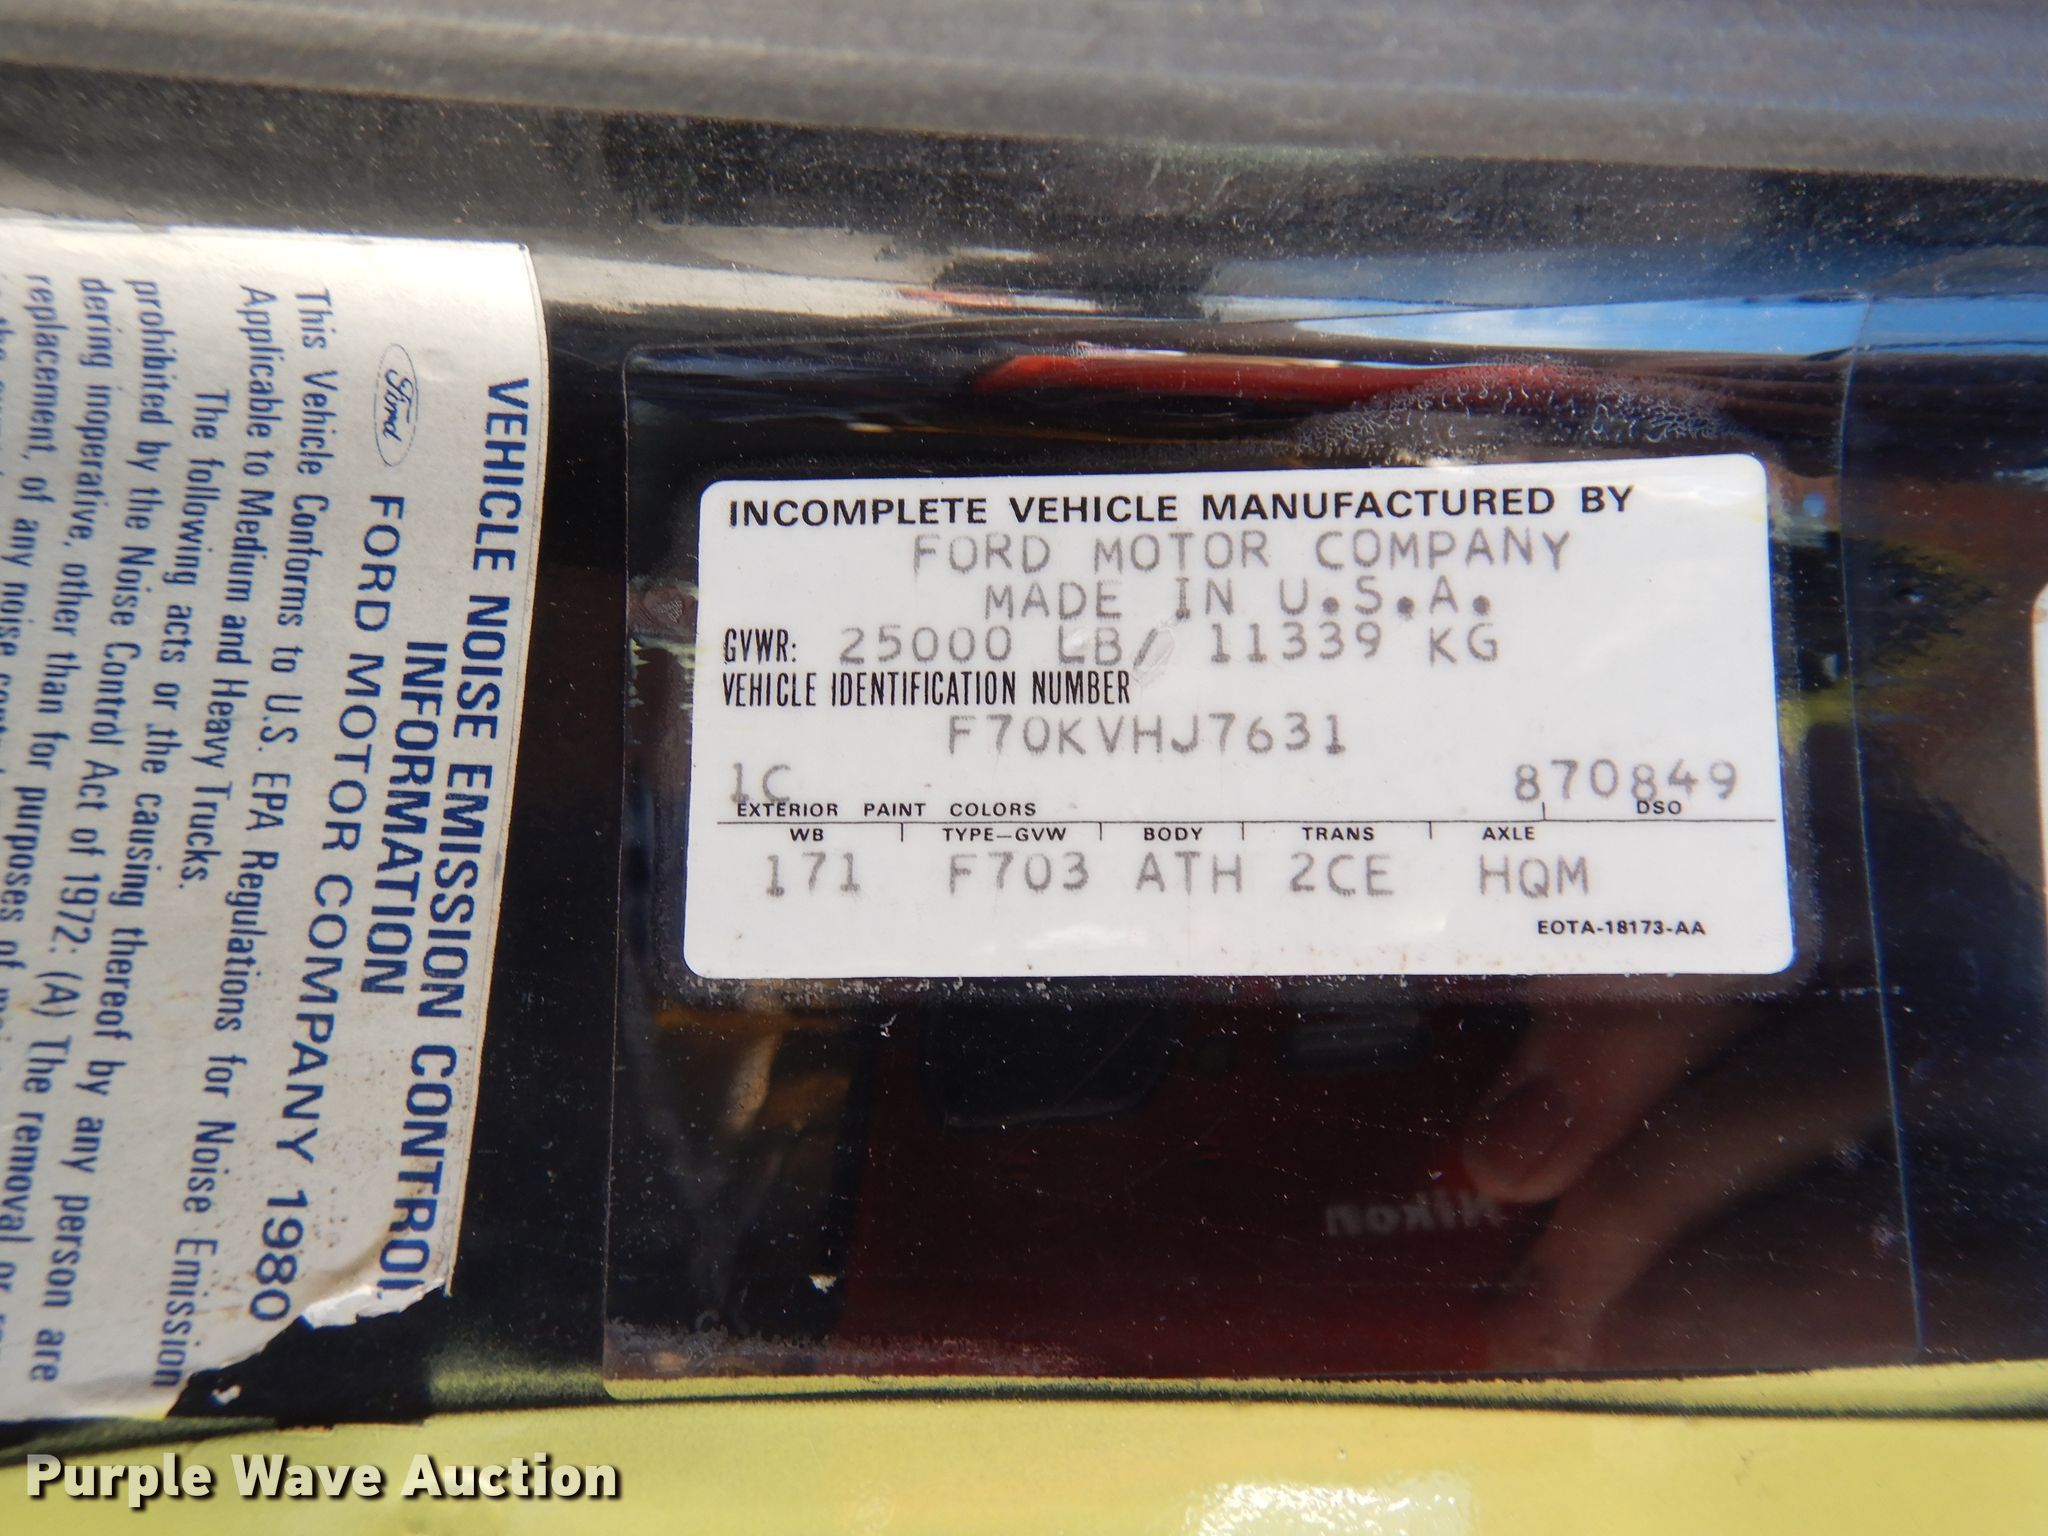 VEHICLE NOISE EMISSION CONTROL
INFORMATION
Ford FORD MOTOR COMPANY 1980
This Vehicle Conforms to U.S. EPA Regulations for Noise Emission
Applicable to Medium and Heavy Trucks.
The following acts or the causing thereof by any person are
prohibited by the Noise Control Act of 1972: (A) The removal or
dering inoperative, other than for purposes of
replacement, of any noise
INCOMPLETE VEHICLE MANUFACTURED BY
FORD MOTOR COMPANY
MADE IN U.S.A.
GVWR: 25000 LB/ 11339 KG
VEHICLE IDENTIFICATION NUMBER
F70KVHJ7631
1C 870849
EXTERIOR PAINT COLORS DSO
WB TYPE-GVW BODY TRANS AXLE
171 F703 ATH 2CE HQM
EOTA-18173-AA
Nikon
Purple Wave Auction